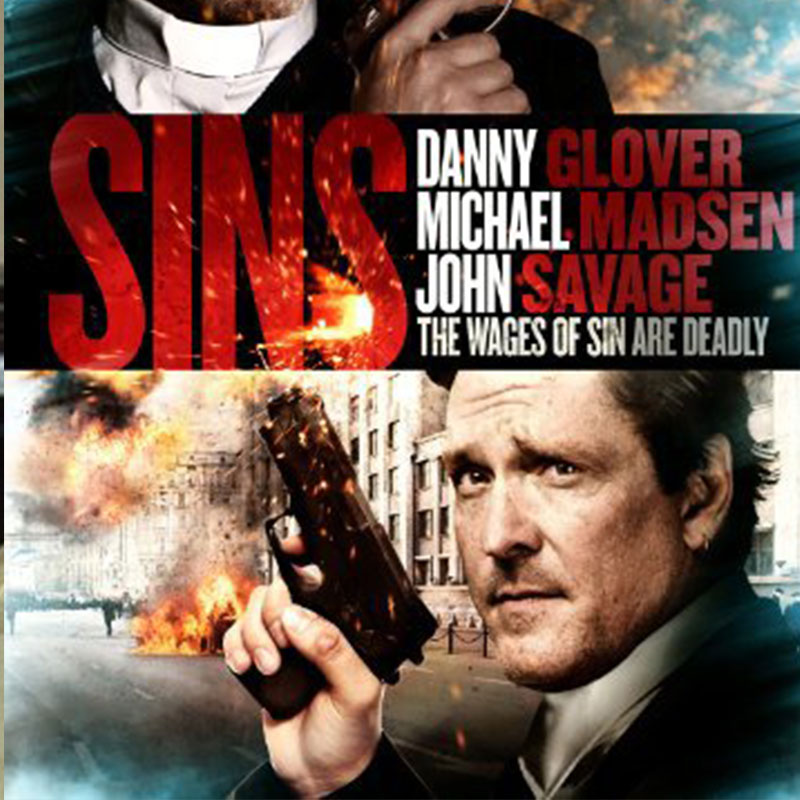 SINS
DANNY GLOVER
MICHAEL MADSEN
JOHN SAVAGE
THE WAGES OF SIN ARE DEADLY